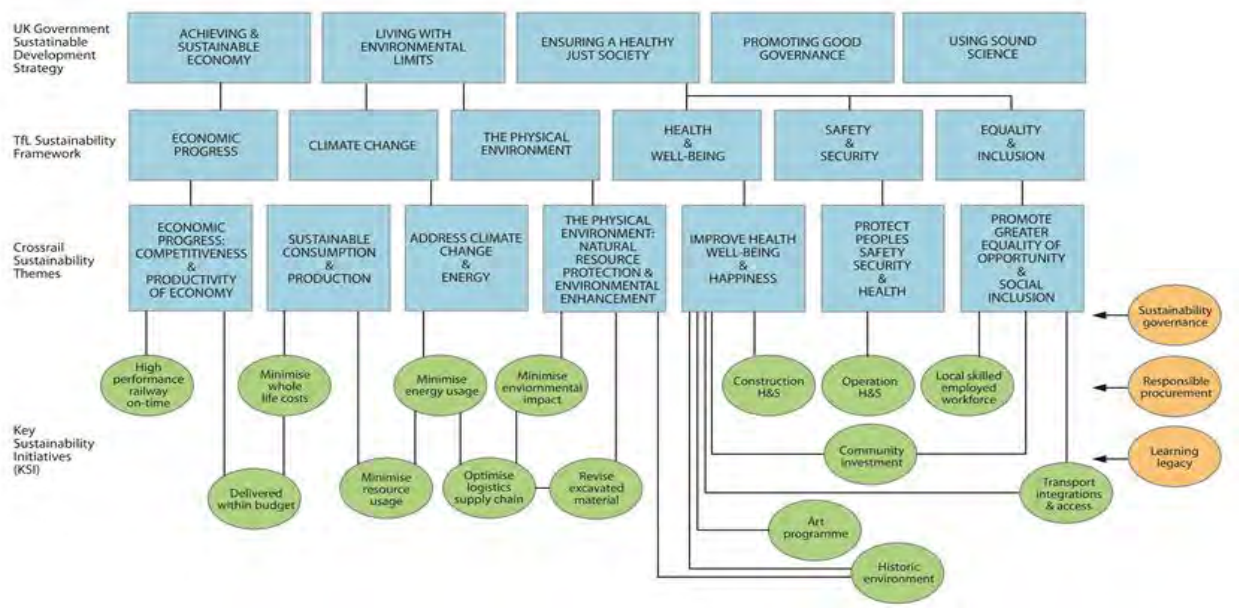 UK Government
Sustatinable
Development
Strategy
ACHIEVING &
SUSTAINABLE
ECONOMY
LIVING WITH
ENVIRONMENTAL
LIMITS
ENSURING A HEALTHY
JUST SOCIETY
PROMOTING GOOD
GOVERNANCE
USING SOUND
SCIENCE
TfL Sustainability
Framework
ECONOMIC
PROGRESS
CLIMATE CHANGE
THE PHYSICAL
ENVIRONMENT
HEALTH
&
WELL-BEING
SAFETY
&
SECURITY
EQUALITY
&
INCLUSION
Crossrail
Sustainability
Themes
ECONOMIC
PROGRESS:
COMPETITIVENESS
&
PRODUCTIVITY
OF ECONOMY
SUSTAINABLE
CONSUMPTION
&
PRODUCTION
ADDRESS CLIMATE
CHANGE
&
ENERGY
THE PHYSICAL
ENVIRONMENT:
NATURAL
RESOURCE
PROTECTION &
ENVIRONMENTAL
ENHANCEMENT
IMPROVE HEALTH
WELL-BEING
&
HAPPINESS
PROTECT
PEOPLES
SAFETY
SECURITY
&
HEALTH
PROMOTE
GREATER
EQUALITY OF
OPPORTUNITY
&
SOCIAL
INCLUSION
Sustainability
governance
Key
Sustainability
Initiatives
(KSI)
High
performance
railway
on-time
Minimise
whole
life costs
Minimise
energy usage
Minimise
enviornmental
impact
Construction
H&S
Operation
H&S
Local skilled
employed
workforce
Responsible
procurement
Delivered
within budget
Minimise
resource
usage
Optimise
logistics
supply chain
Revise
excavated
material
Community
investment
Learning
legacy
Transport
integrations
& access
Art
programme
Historic
environment